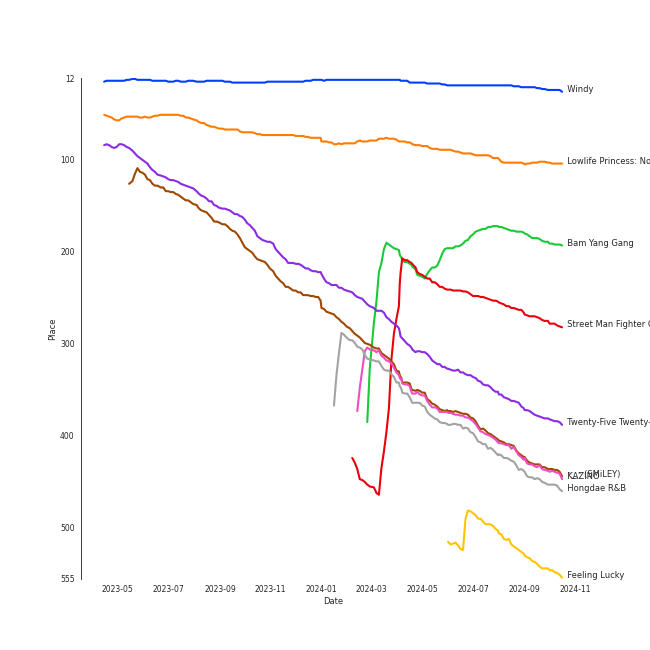 12
100
200
300
400
500
555
Place
2023-05
2023-07
2023-09
2023-11
2024-01
2024-03
2024-05
2024-07
2024-09
2024-11
Date
Windy
Lowlife Princess: No
Bam Yang Gang
Street Man Fighter
Twenty-Five Twenty-
KAZINO
(SMiLEY)
Hongdae R&B
Feeling Lucky